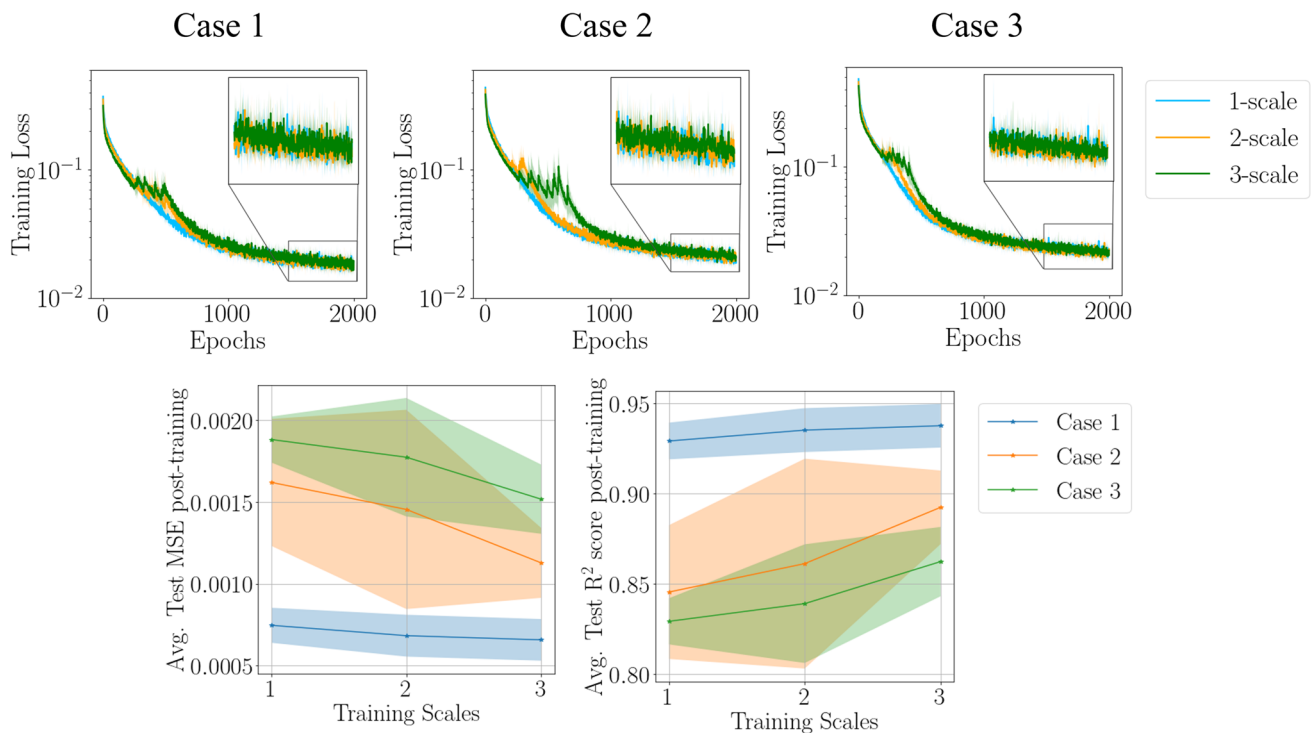 Case 1
Case 2
Case 3
Training Loss
10⁻¹
10⁻²
0
1000
2000
Epochs
Training Loss
10⁻¹
10⁻²
0
1000
2000
Epochs
Training Loss
10⁻¹
10⁻²
0
1000
2000
Epochs
1-scale
2-scale
3-scale
Avg. Test MSE post-training
0.0020
0.0015
0.0010
0.0005
1
2
3
Training Scales
Avg. Test R² score post-training
0.95
0.90
0.85
0.80
1
2
3
Training Scales
Case 1
Case 2
Case 3